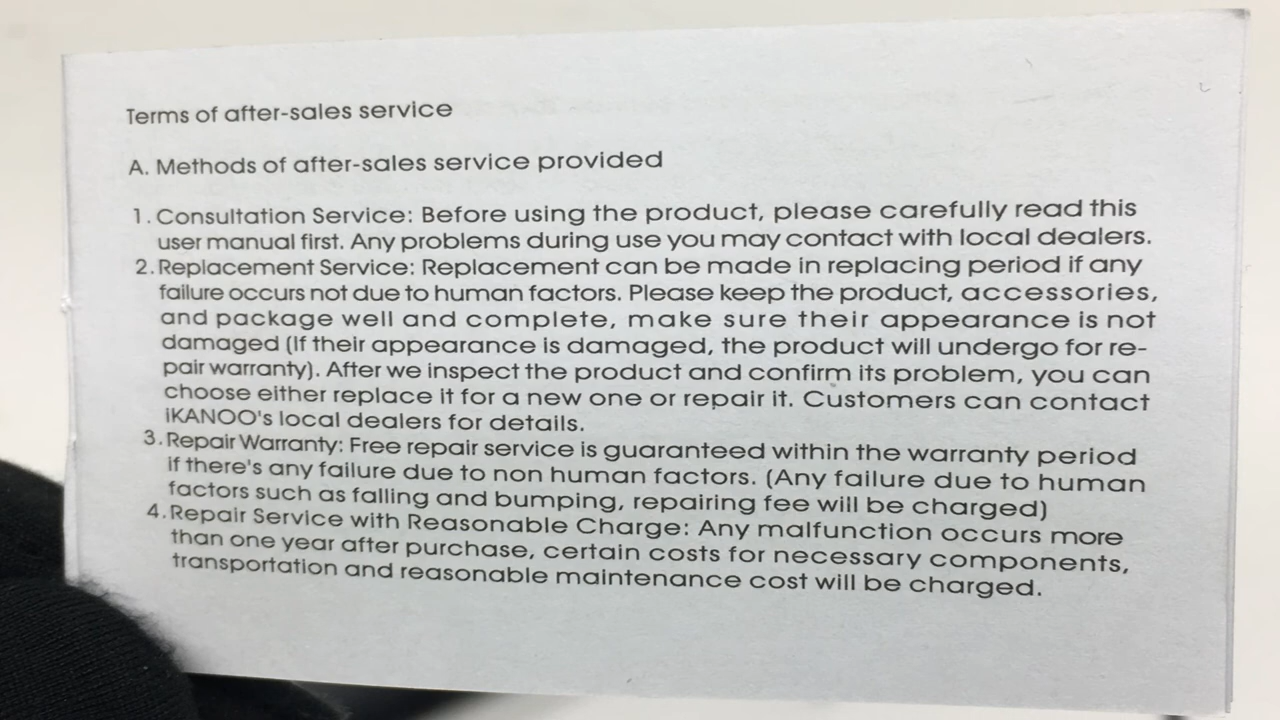 Terms of after-sales service
A. Methods of after-sales service provided
1. Consultation Service: Before using the product, please carefully read this
user manual first. Any problems during use you may contact with local dealers.
2. Replacement Service: Replacement can be made in replacing period if any
failure occurs not due to human factors. Please keep the product, accessories,
and package well and complete, make sure their appearance is not
damaged (If their appearance is damaged, the product will undergo for re-
pair warranty). After we inspect the product and confirm its problem, you can
choose either replace it for a new one or repair it. Customers can contact
iKANOO's local dealers for details.
3. Repair Warranty: Free repair service is guaranteed within the warranty period
if there's any failure due to non human factors. (Any failure due to human
factors such as falling and bumping, repairing fee will be charged)
4. Repair Service with Reasonable Charge: Any malfunction occurs more
than one year after purchase, certain costs for necessary components,
transportation and reasonable maintenance cost will be charged.